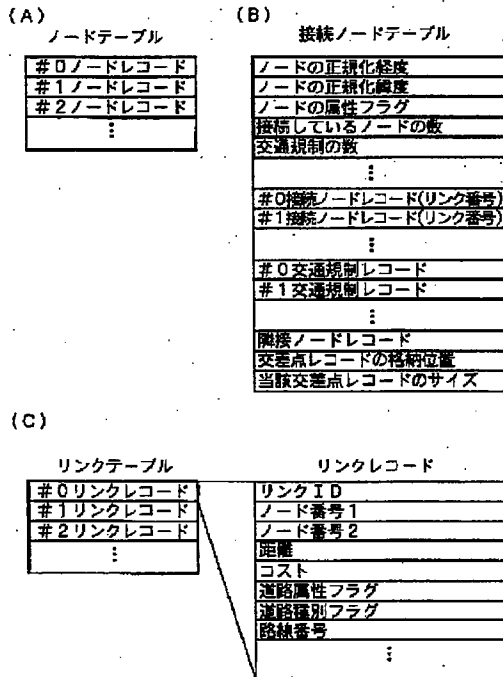 (A)
ノードテーブル
#0ノードレコード
#1ノードレコード
#2ノードレコード
⋮
(B)
接続ノードテーブル
ノードの正規化経度
ノードの正規化緯度
ノードの属性フラグ
接続しているノードの数
交通規制の数
⋮
#0接続ノードレコード(リンク番号)
#1接続ノードレコード(リンク番号)
⋮
#0交通規制レコード
#1交通規制レコード
⋮
隣接ノードレコード
交差点レコードの格納位置
当該交差点レコードのサイズ
(C)
リンクテーブル
#0リンクレコード
#1リンクレコード
#2リンクレコード
⋮
リンクレコード
リンクID
ノード番号1
ノード番号2
距離
コスト
道路属性フラグ
道路種別フラグ
路線番号
⋮